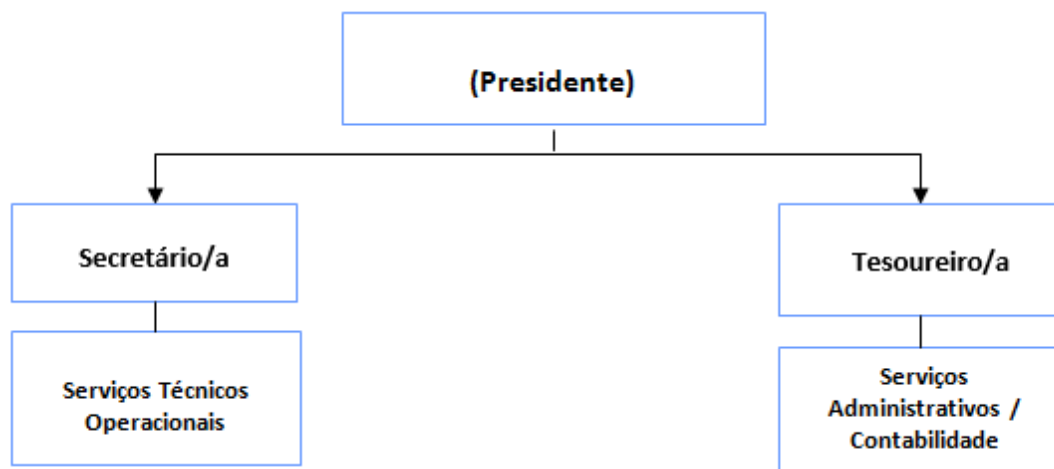 (Presidente)
Secretário/a
Tesoureiro/a
Serviços Técnicos
Operacionais
Serviços
Administrativos /
Contabilidade